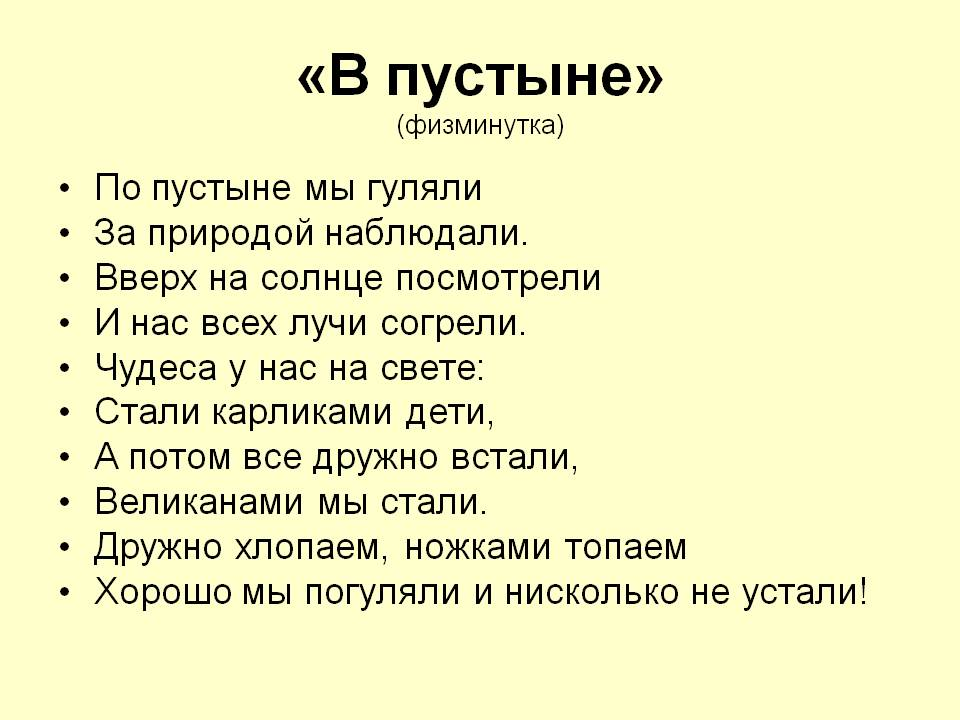 «В пустыне»
(физминутка)
• По пустыне мы гуляли
• За природой наблюдали.
• Вверх на солнце посмотрели
• И нас всех лучи согрели.
• Чудеса у нас на свете:
• Стали карликами дети,
• А потом все дружно встали,
• Великанами мы стали.
• Дружно хлопаем, ножками топаем
• Хорошо мы погуляли и нисколько не устали!